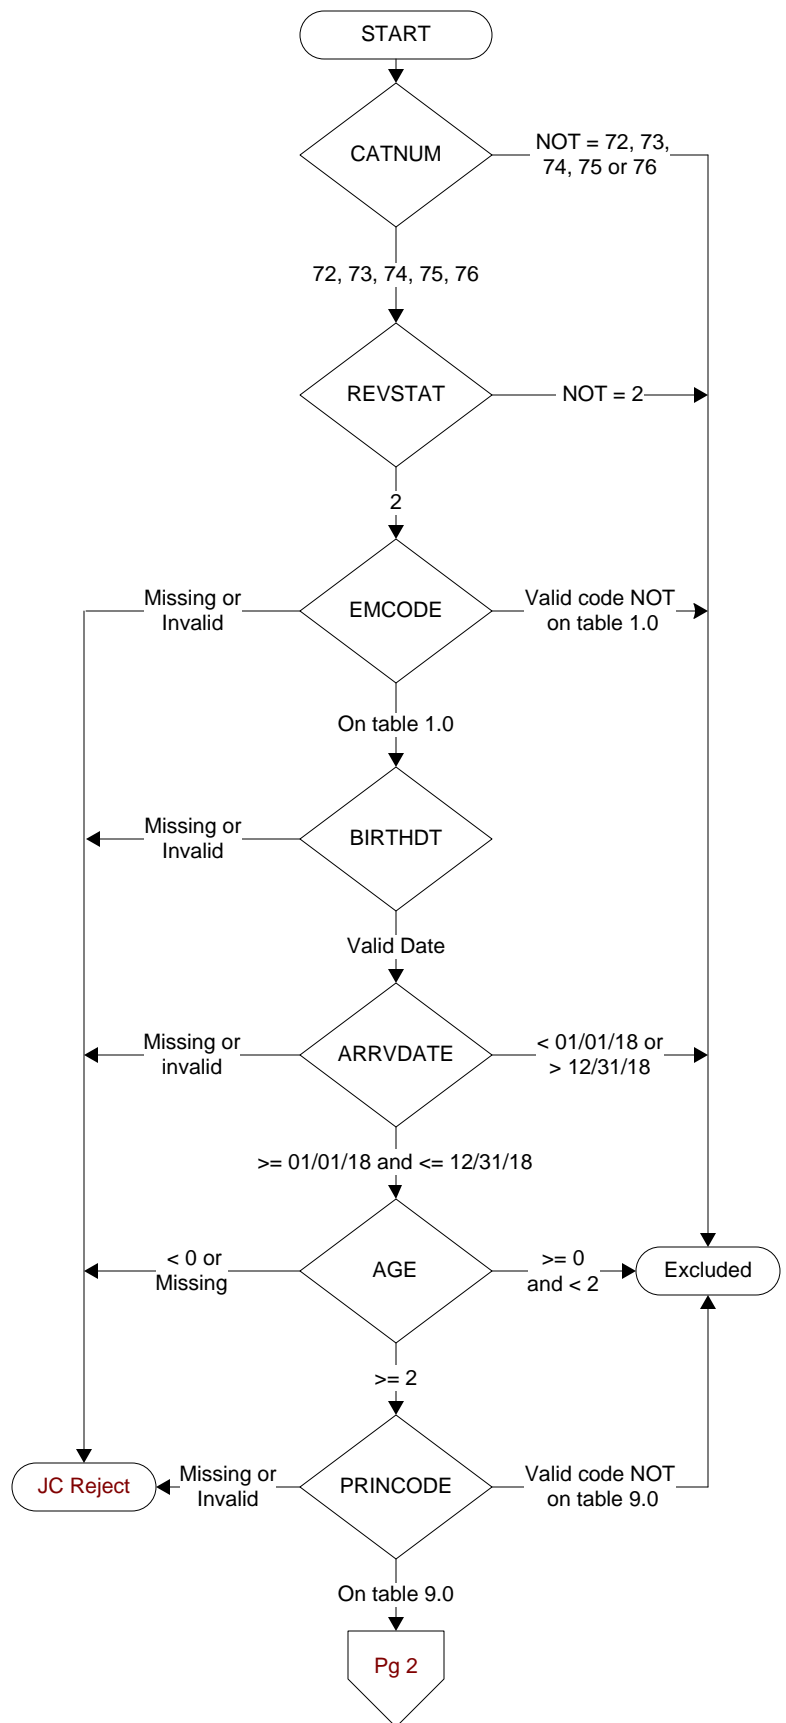 START
CATNUM
NOT = 72, 73,
74, 75 or 76
72, 73, 74, 75, 76
REVSTAT
NOT = 2
2
Missing or
Invalid
EMCODE
Valid code NOT
on table 1.0
On table 1.0
Missing or
Invalid
BIRTHDT
Valid Date
Missing or
invalid
ARRVDATE
< 01/01/18 or
> 12/31/18
>= 01/01/18 and <= 12/31/18
< 0 or
Missing
AGE
>= 0
and < 2
Excluded
>= 2
JC Reject
Missing or
Invalid
PRINCODE
Valid code NOT
on table 9.0
On table 9.0
Pg 2